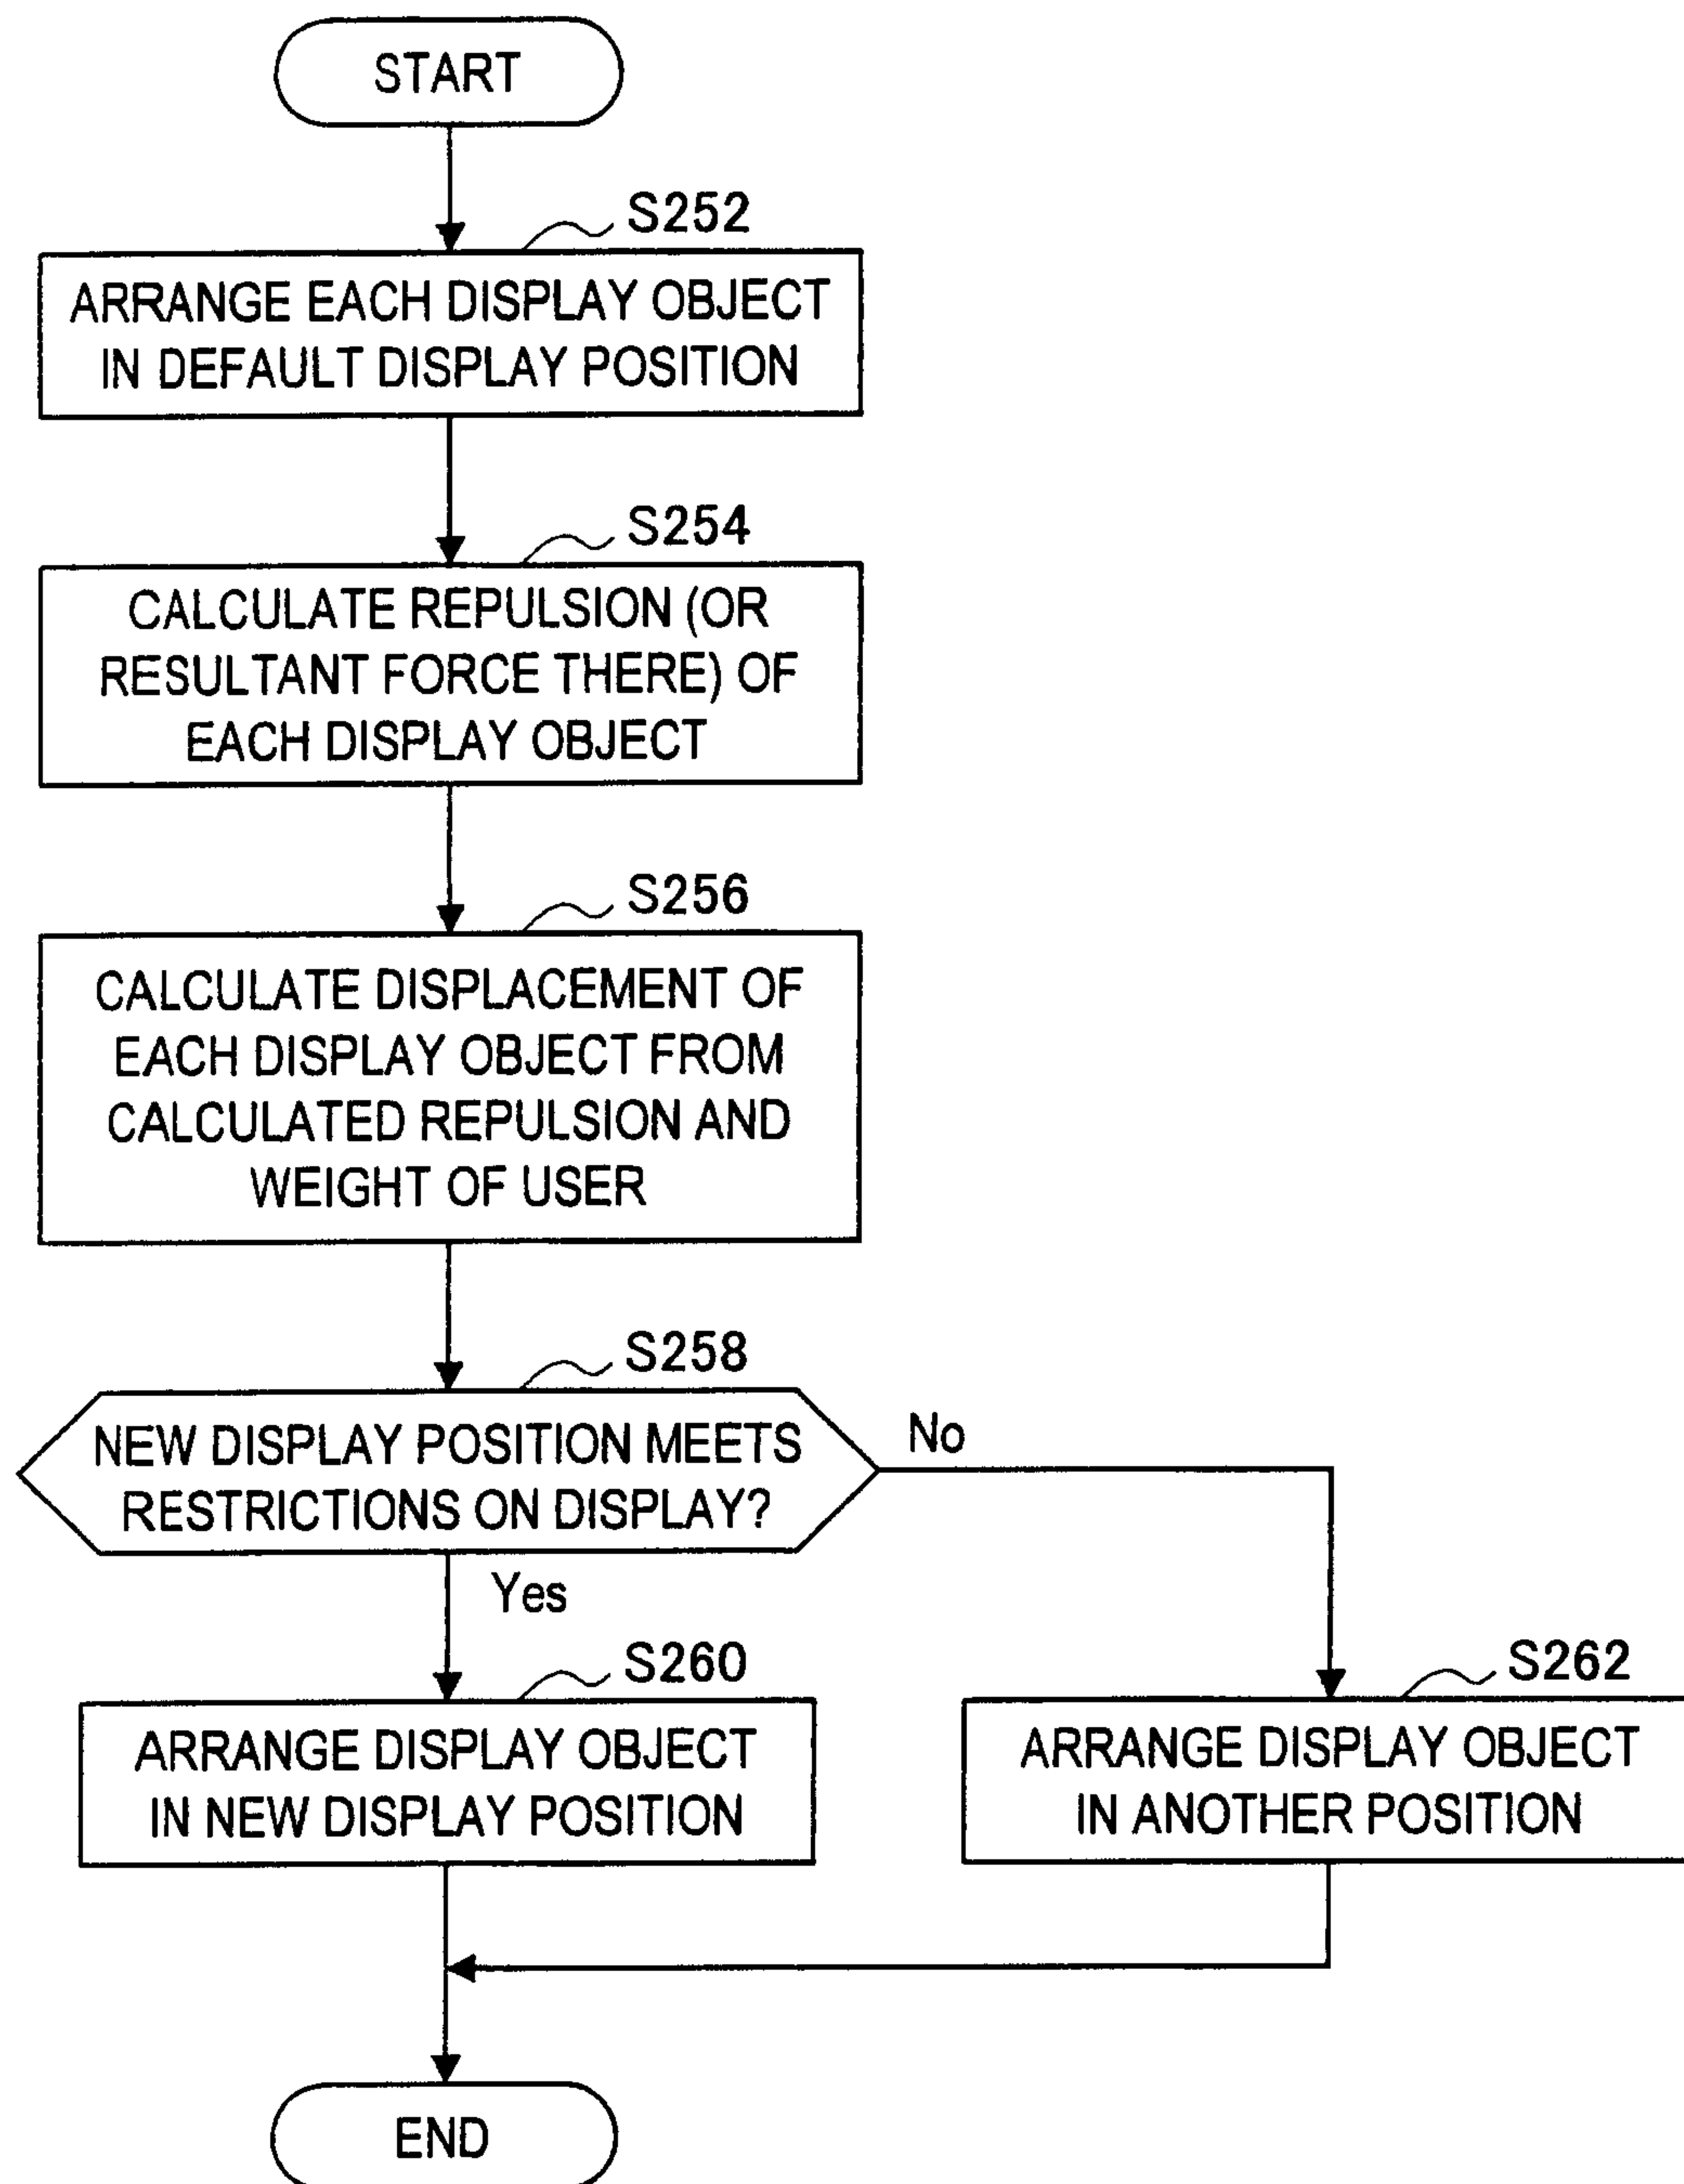 START
S252
ARRANGE EACH DISPLAY OBJECT
IN DEFAULT DISPLAY POSITION
S254
CALCULATE REPULSION (OR
RESULTANT FORCE THERE) OF
EACH DISPLAY OBJECT
S256
CALCULATE DISPLACEMENT OF
EACH DISPLAY OBJECT FROM
CALCULATED REPULSION AND
WEIGHT OF USER
S258
NEW DISPLAY POSITION MEETS
RESTRICTIONS ON DISPLAY?
No
Yes
S260
ARRANGE DISPLAY OBJECT
IN NEW DISPLAY POSITION
S262
ARRANGE DISPLAY OBJECT
IN ANOTHER POSITION
END